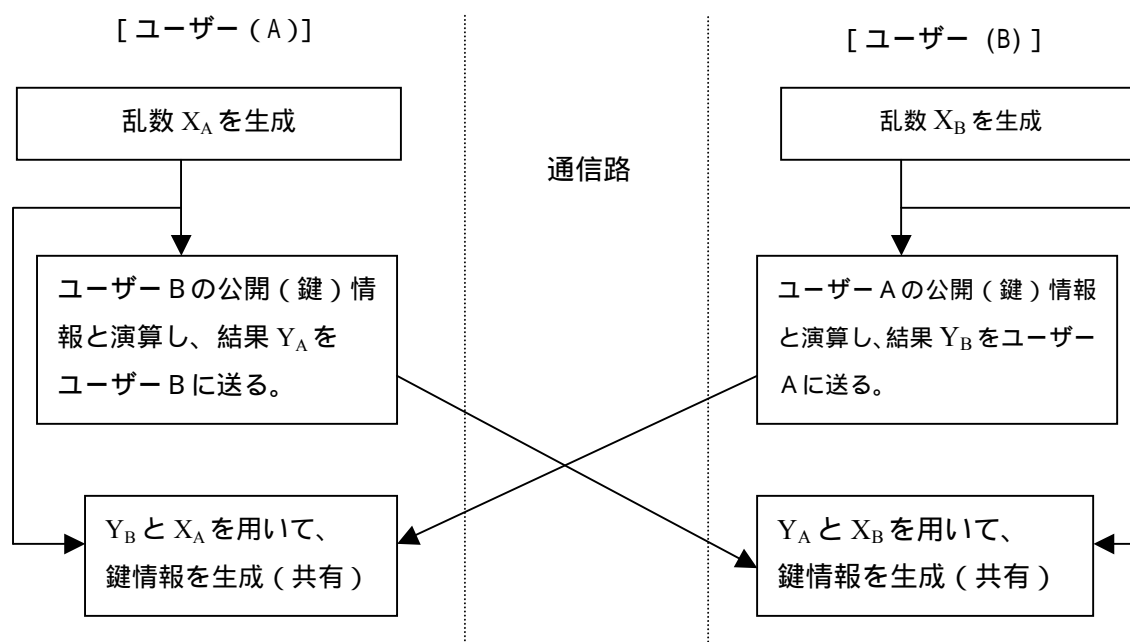 [ ユーザー ( A )]
乱数 XA を生成
ユーザー B の公開 ( 鍵 ) 情
報と演算し、結果 YA を
ユーザー B に送る。
YB と XA を用いて、
鍵情報を生成 ( 共有 )
通信路
[ ユーザー (B) ]
乱数 XB を生成
ユーザー A の公開 ( 鍵 ) 情報
と演算し、結果 YB をユーザー
A に送る。
YA と XB を用いて、
鍵情報を生成 ( 共有 )